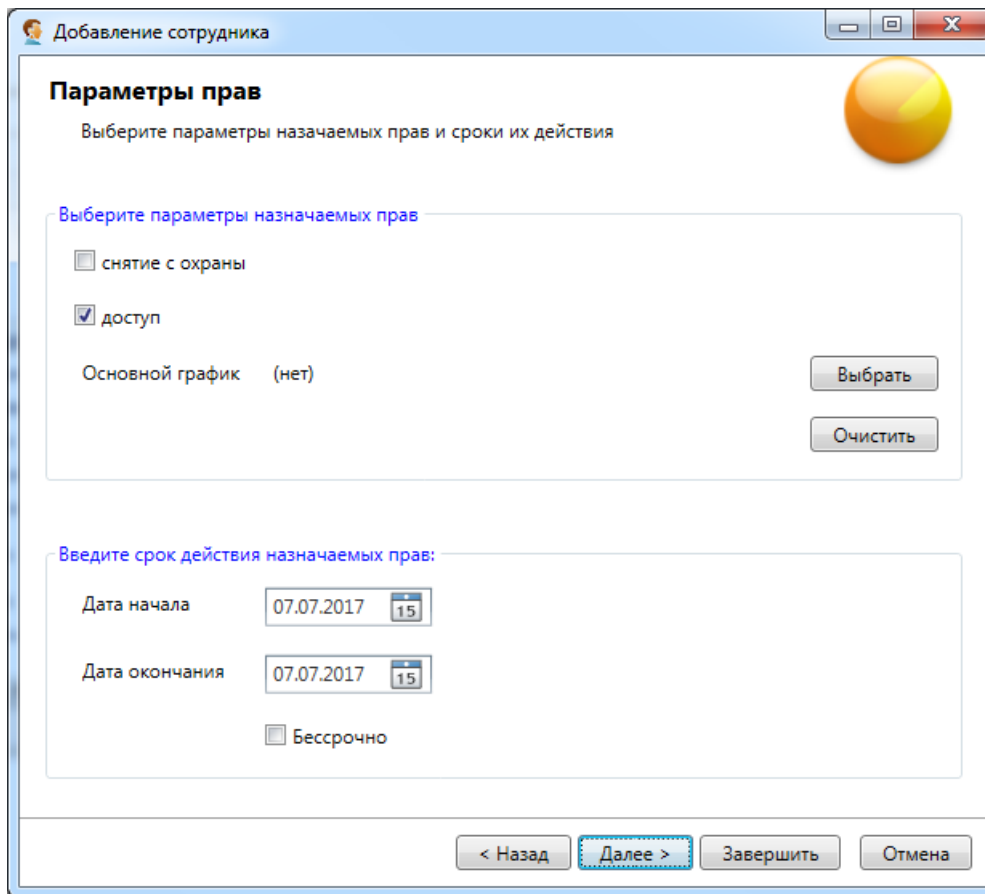 Добавление сотрудника
Параметры прав
Выберите параметры назачаемых прав и сроки их действия
Выберите параметры назначаемых прав
снятие с охраны
доступ
Основной график (нет) Выбрать
Очистить
Введите срок действия назначаемых прав:
Дата начала 07.07.2017 15
Дата окончания 07.07.2017 15
Бессрочно
< Назад Далее > Завершить Отмена